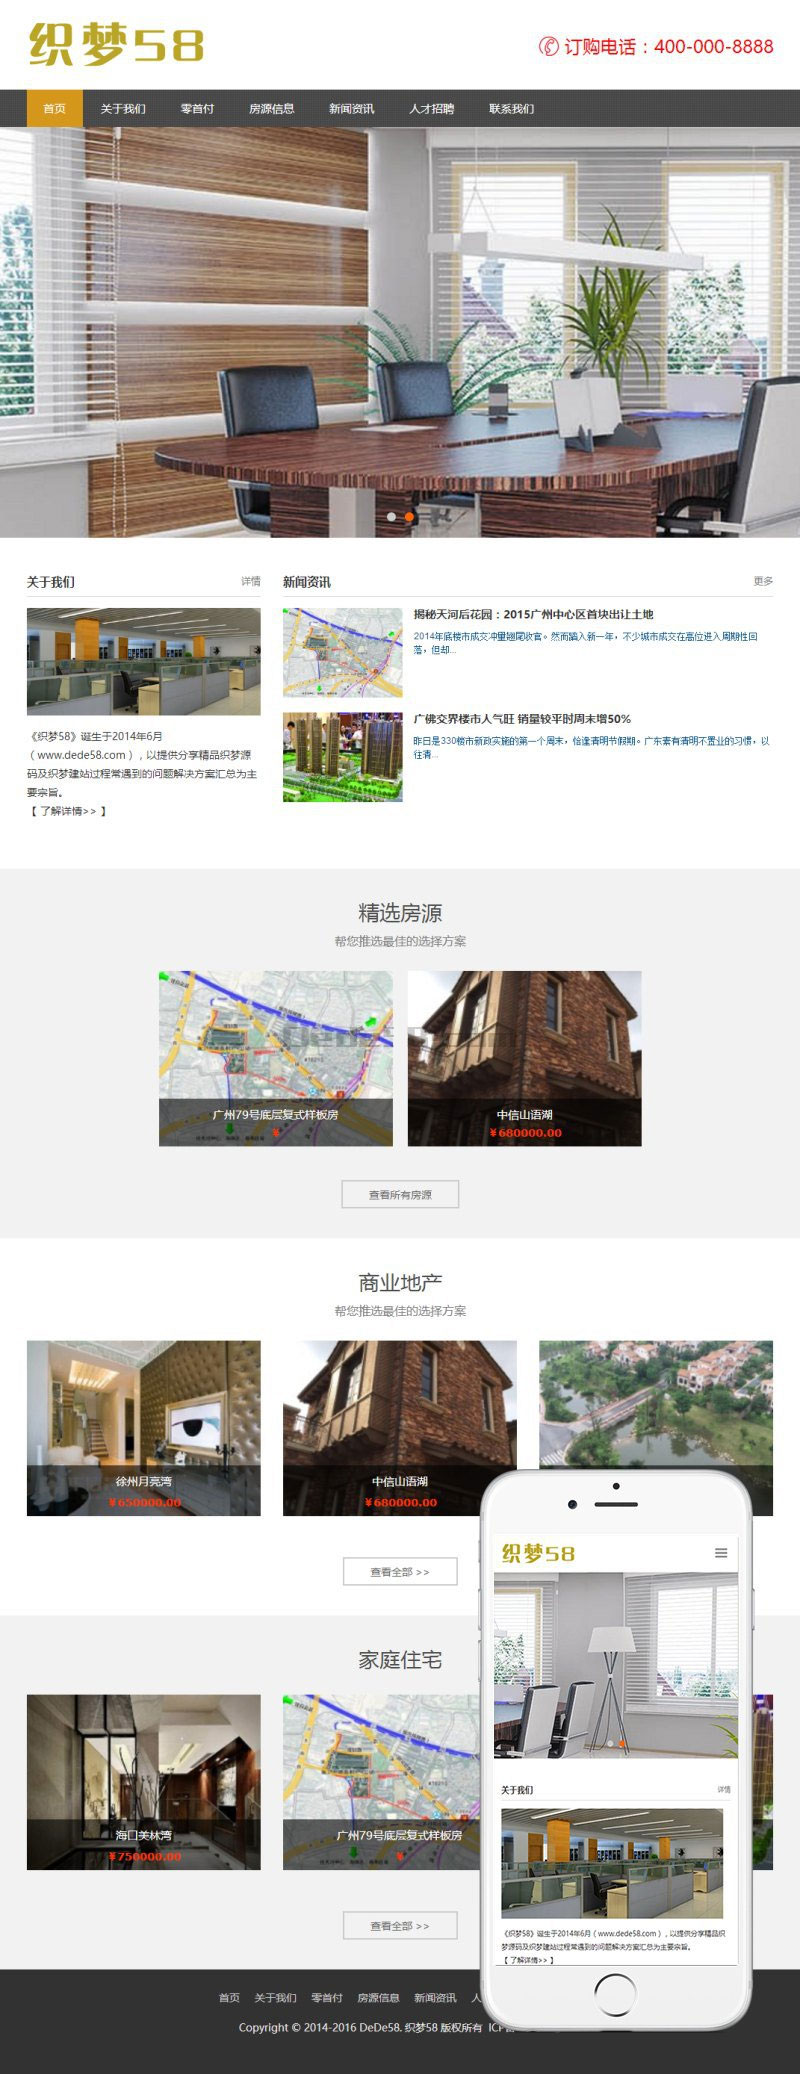 织梦58
订购电话：400-000-8888
首页 关于我们 零首付 房源信息 新闻资讯 人才招聘 联系我们
关于我们 详情
《织梦58》诞生于2014年6月
（www.dede58.com），以提供分享精品织梦源
码及织梦建站过程常遇到的问题解决方案汇总为主
要宗旨。
【 了解详情>> 】
新闻资讯 更多
揭秘天河后花园：2015广州中心区首块出让土地
2014年底楼市成交冲量翘尾收官。然而踏入新一年，不少城市成交在高位进入周期性回
落，但却...
广佛交界楼市人气旺 销量较平时周末增50%
昨日是330楼市新政实施的第一个周末，恰逢清明节假期。广东素有清明不置业的习惯，以
往清...
精选房源
帮您推选最佳的选择方案
广州79号底层复式样板房
¥
中信山语湖
¥680000.00
查看所有房源
商业地产
帮您推选最佳的选择方案
徐州月亮湾
¥650000.00
中信山语湖
¥680000.00
查看全部 >>
家庭住宅
海口美林湾
¥750000.00
广州79号底层复式样板房
¥
查看全部 >>
织梦58
关于我们 详情
《织梦58》诞生于2014年6月（www.dede58.com），以提供分享精品织
梦源码及织梦建站过程常遇到的问题解决方案汇总为主要宗旨。
【 了解详情>> 】
首页 关于我们 零首付 房源信息 新闻资讯 人
Copyright © 2014-2016 DeDe58. 织梦58 版权所有 ICP